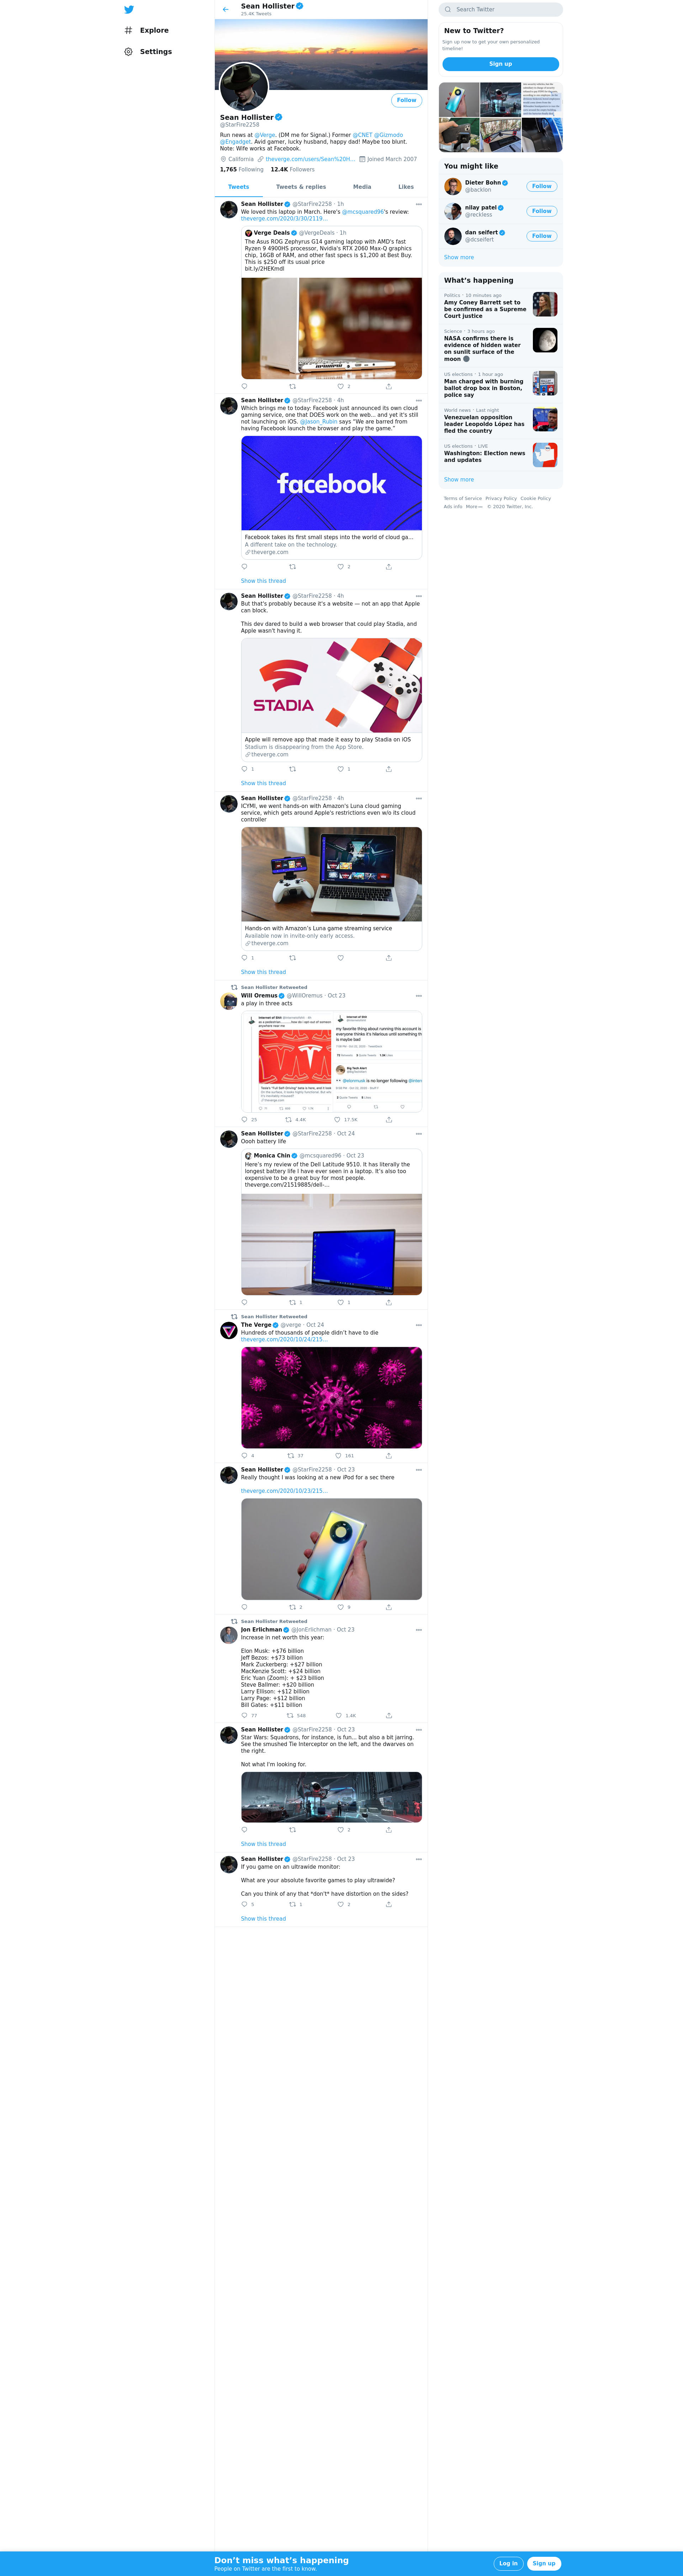 Explore
Settings
Sean Hollister
25.4K Tweets
Follow
Sean Hollister
@StarFire2258
Run news at @Verge. (DM me for Signal.) Former @CNET @Gizmodo
@Engadget. Avid gamer, lucky husband, happy dad! Maybe too blunt.
Note: Wife works at Facebook.
California theverge.com/users/Sean%20H... Joined March 2007
1,765 Following 12.4K Followers
Tweets Tweets & replies Media Likes
Sean Hollister @StarFire2258 · 1h
We loved this laptop in March. Here's @mcsquared96's review:
theverge.com/2020/3/30/2119...
Verge Deals @VergeDeals · 1h
The Asus ROG Zephyrus G14 gaming laptop with AMD's fast
Ryzen 9 4900HS processor, Nvidia's RTX 2060 Max-Q graphics
chip, 16GB of RAM, and other fast specs is $1,200 at Best Buy.
This is $250 off its usual price
bit.ly/2HEKmdl
2
Sean Hollister @StarFire2258 · 4h
Which brings me to today: Facebook just announced its own cloud
gaming service, one that DOES work on the web... and yet it's still
not launching on iOS. @Jason_Rubin says "We are barred from
having Facebook launch the browser and play the game."
facebook
Facebook takes its first small steps into the world of cloud ga...
A different take on the technology.
theverge.com
2
Show this thread
Sean Hollister @StarFire2258 · 4h
But that's probably because it's a website — not an app that Apple
can block.
This dev dared to build a web browser that could play Stadia, and
Apple wasn't having it.
STADIA
Apple will remove app that made it easy to play Stadia on iOS
Stadium is disappearing from the App Store.
theverge.com
1 1
Show this thread
Sean Hollister @StarFire2258 · 4h
ICYMI, we went hands-on with Amazon's Luna cloud gaming
service, which gets around Apple's restrictions even w/o its cloud
controller
Hands-on with Amazon's Luna game streaming service
Available now in invite-only early access.
theverge.com
1
Show this thread
Sean Hollister Retweeted
Will Oremus @WillOremus · Oct 23
a play in three acts
25 4.4K 17.5K
Sean Hollister @StarFire2258 · Oct 24
Oooh battery life
Monica Chin @mcsquared96 · Oct 23
Here's my review of the Dell Latitude 9510. It has literally the
longest battery life I have ever seen in a laptop. It's also too
expensive to be a great buy for most people.
theverge.com/21519885/dell-...
1 1
Sean Hollister Retweeted
The Verge @verge · Oct 24
Hundreds of thousands of people didn't have to die
theverge.com/2020/10/24/215...
4 37 161
Sean Hollister @StarFire2258 · Oct 23
Really thought I was looking at a new iPod for a sec there
theverge.com/2020/10/23/215...
2 9
Sean Hollister Retweeted
Jon Erlichman @JonErlichman · Oct 23
Increase in net worth this year:
Elon Musk: +$76 billion
Jeff Bezos: +$73 billion
Mark Zuckerberg: +$27 billion
MacKenzie Scott: +$24 billion
Eric Yuan (Zoom): + $23 billion
Steve Ballmer: +$20 billion
Larry Ellison: +$12 billion
Larry Page: +$12 billion
Bill Gates: +$11 billion
77 548 1.4K
Sean Hollister @StarFire2258 · Oct 23
Star Wars: Squadrons, for instance, is fun... but also a bit jarring.
See the smushed Tie Interceptor on the left, and the dwarves on
the right.
Not what I'm looking for.
2
Show this thread
Sean Hollister @StarFire2258 · Oct 23
If you game on an ultrawide monitor:
What are your absolute favorite games to play ultrawide?
Can you think of any that *don't* have distortion on the sides?
5 1 2
Show this thread
Search Twitter
New to Twitter?
Sign up now to get your own personalized
timeline!
Sign up
You might like
Dieter Bohn
@backlon
Follow
nilay patel
@reckless
Follow
dan seifert
@dcseifert
Follow
Show more
What's happening
Politics · 10 minutes ago
Amy Coney Barrett set to
be confirmed as a Supreme
Court justice
Science · 3 hours ago
NASA confirms there is
evidence of hidden water
on sunlit surface of the
moon
US elections · 1 hour ago
Man charged with burning
ballot drop box in Boston,
police say
World news · Last night
Venezuelan opposition
leader Leopoldo López has
fled the country
US elections · LIVE
Washington: Election news
and updates
Show more
Terms of Service Privacy Policy Cookie Policy
Ads info More © 2020 Twitter, Inc.
Don't miss what's happening
People on Twitter are the first to know.
Log in
Sign up